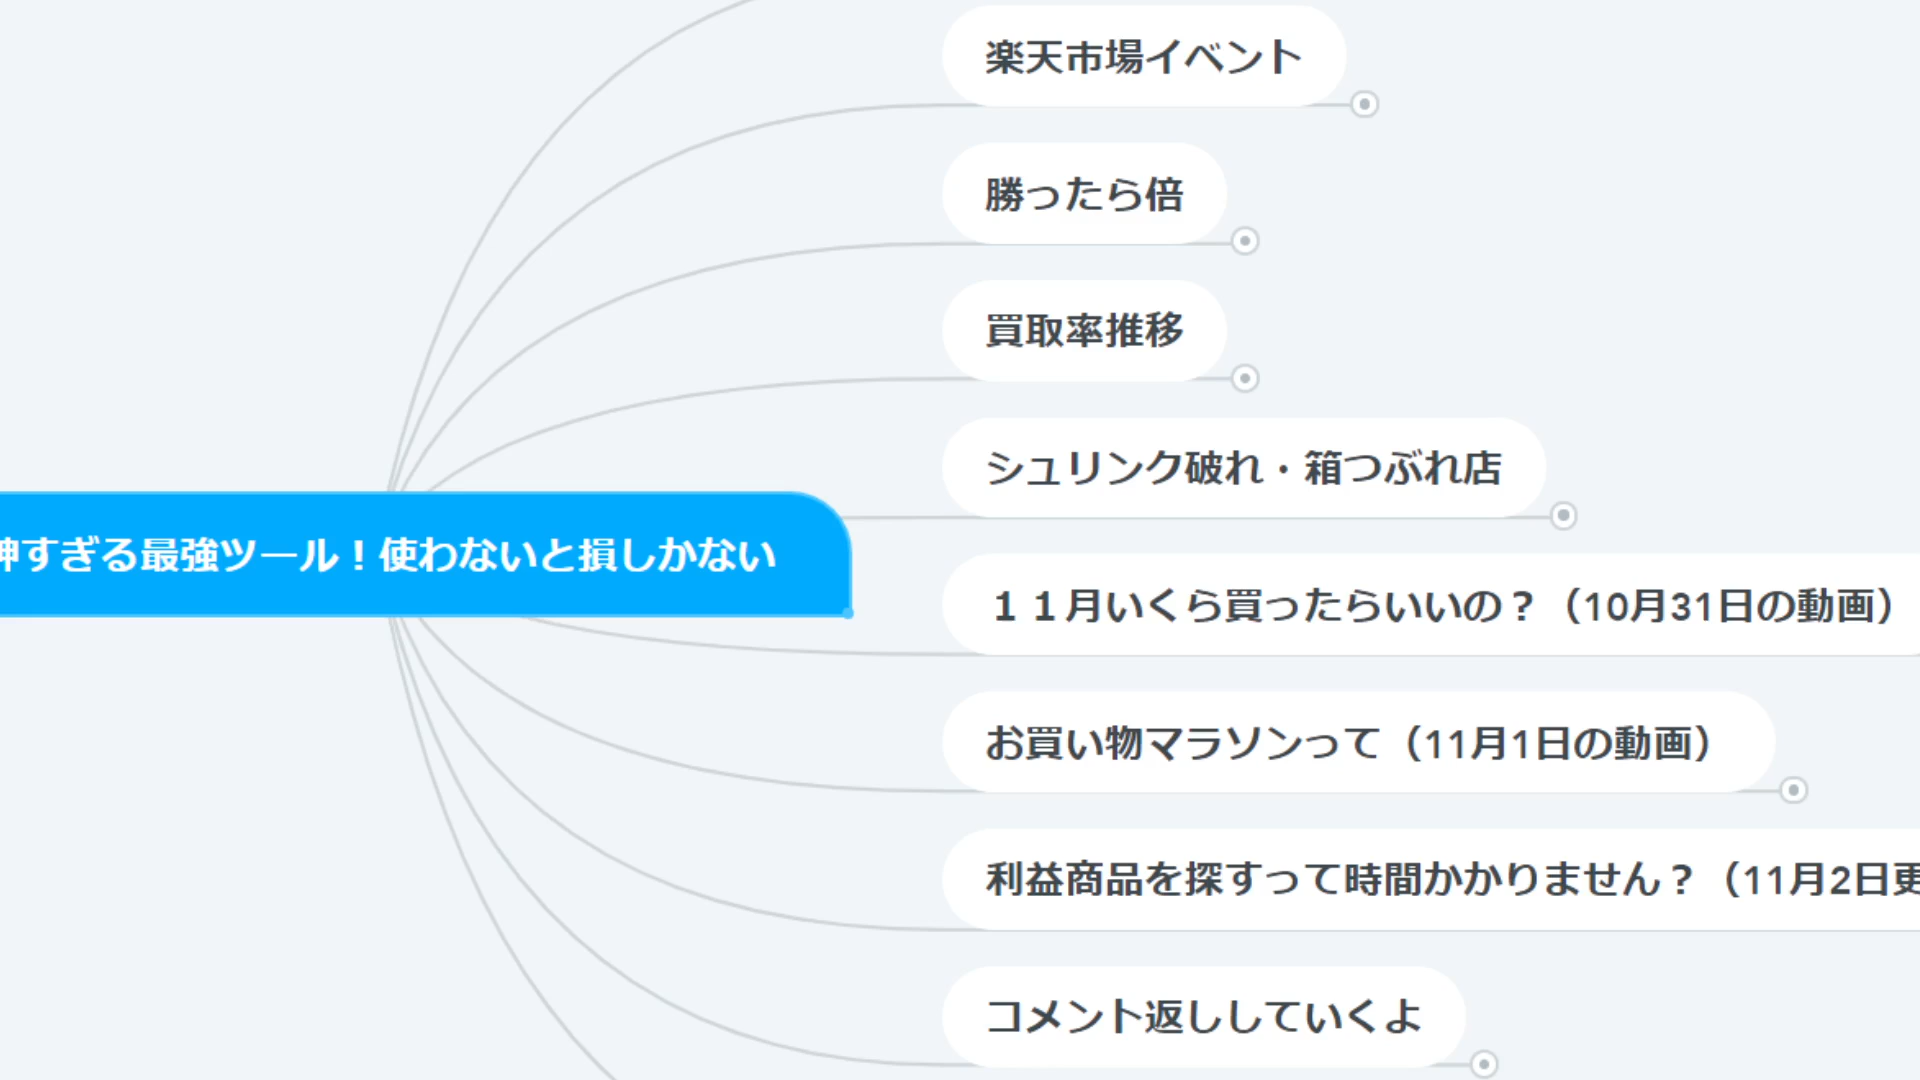 楽天市場イベント
勝ったら倍
買取率推移
シュリンク破れ・箱つぶれ店
神すぎる最強ツール！使わないと損しかない
１１月いくら買ったらいいの？（10月31日の動画）
お買い物マラソンって（11月1日の動画）
利益商品を探すって時間かかりません？（11月2日更
コメント返ししていくよ